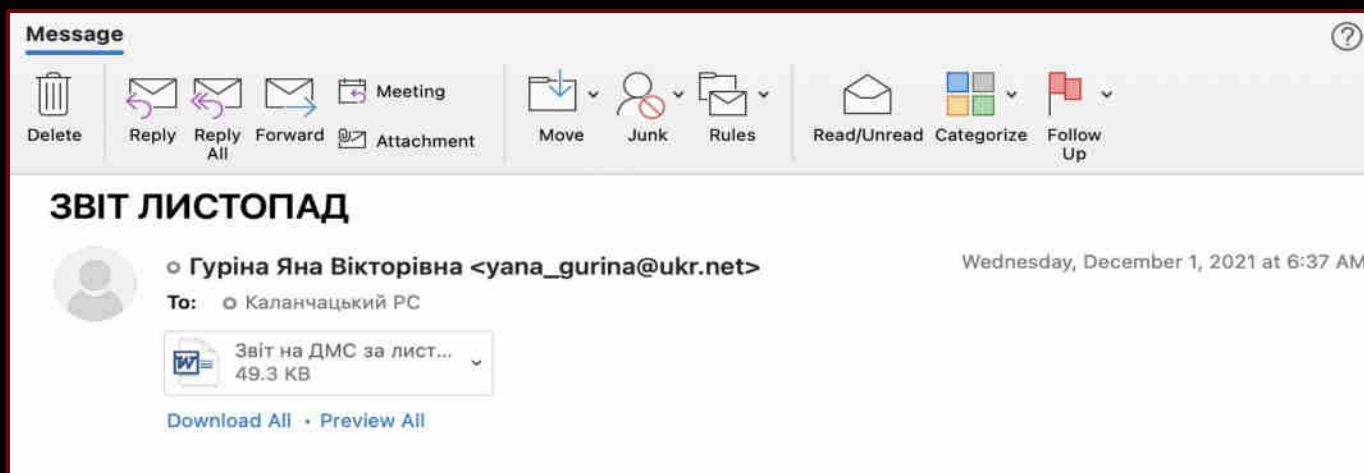 Message
Delete
Reply
Reply All
Forward
Meeting
Attachment
Move
Junk
Rules
Read/Unread
Categorize
Follow Up
ЗВІТ ЛИСТОПАД
Гуріна Яна Вікторівна <yana_gurina@ukr.net>
Wednesday, December 1, 2021 at 6:37 AM
To: Каланчацький РС
Звіт на ДМС за лист...
49.3 KB
Download All • Preview All